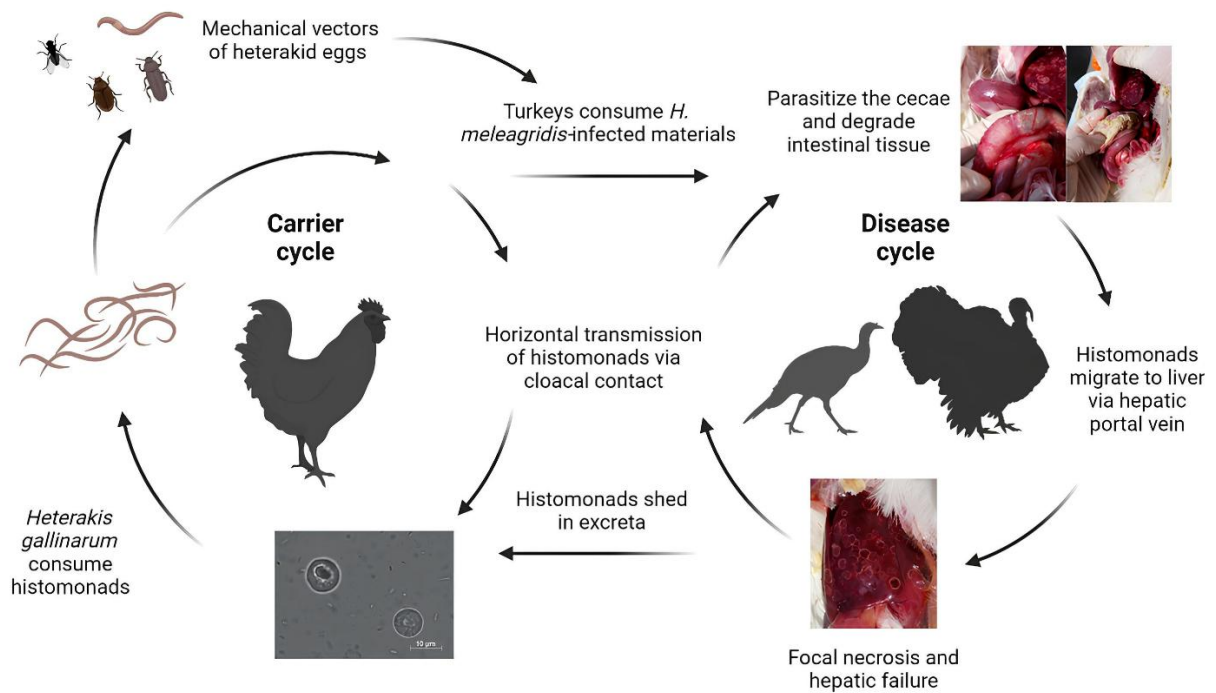 Mechanical vectors
of heterakid eggs
Turkeys consume H.
meleagridis-infected materials
Parasitize the cecae
and degrade
intestinal tissue
Carrier
cycle
Disease
cycle
Horizontal transmission
of histomonads via
cloacal contact
Histomonads
migrate to liver
via hepatic
portal vein
Histomonads shed
in excreta
Heterakis
gallinarum
consume
histomonads
10 µm
Focal necrosis and
hepatic failure